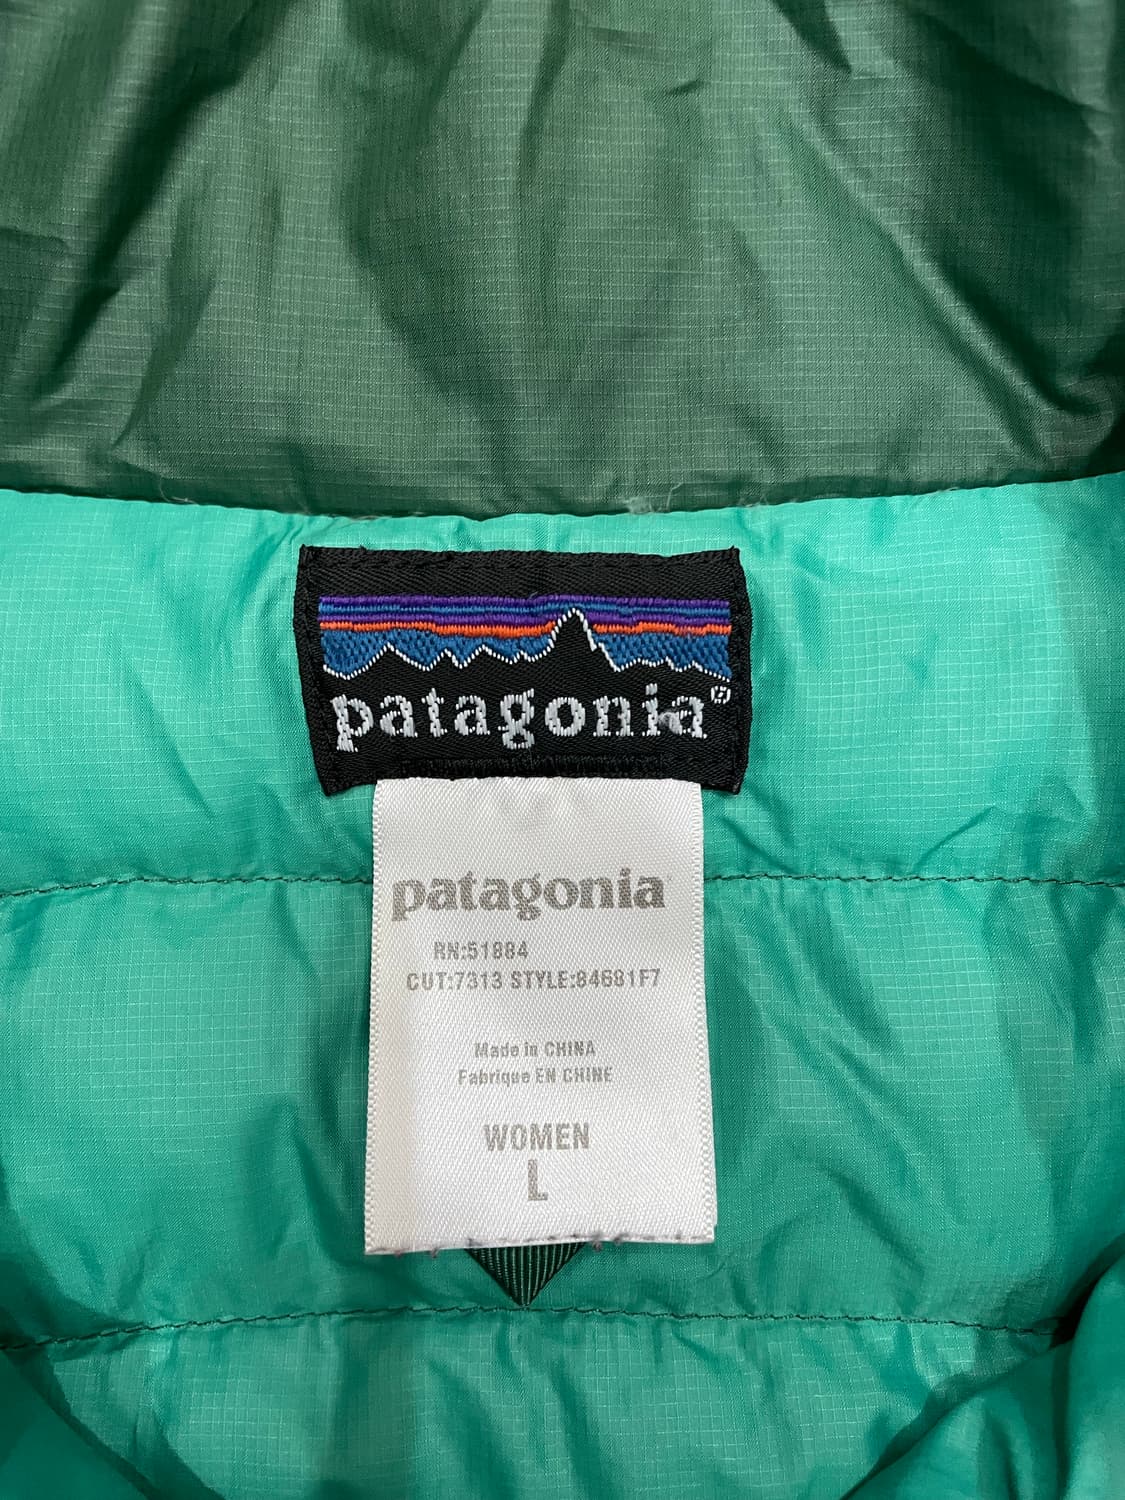 patagonia®
patagonia
RN:51884
CUT:7313 STYLE:84681F7
Made in CHINA
Fabrique EN CHINE
WOMEN
L